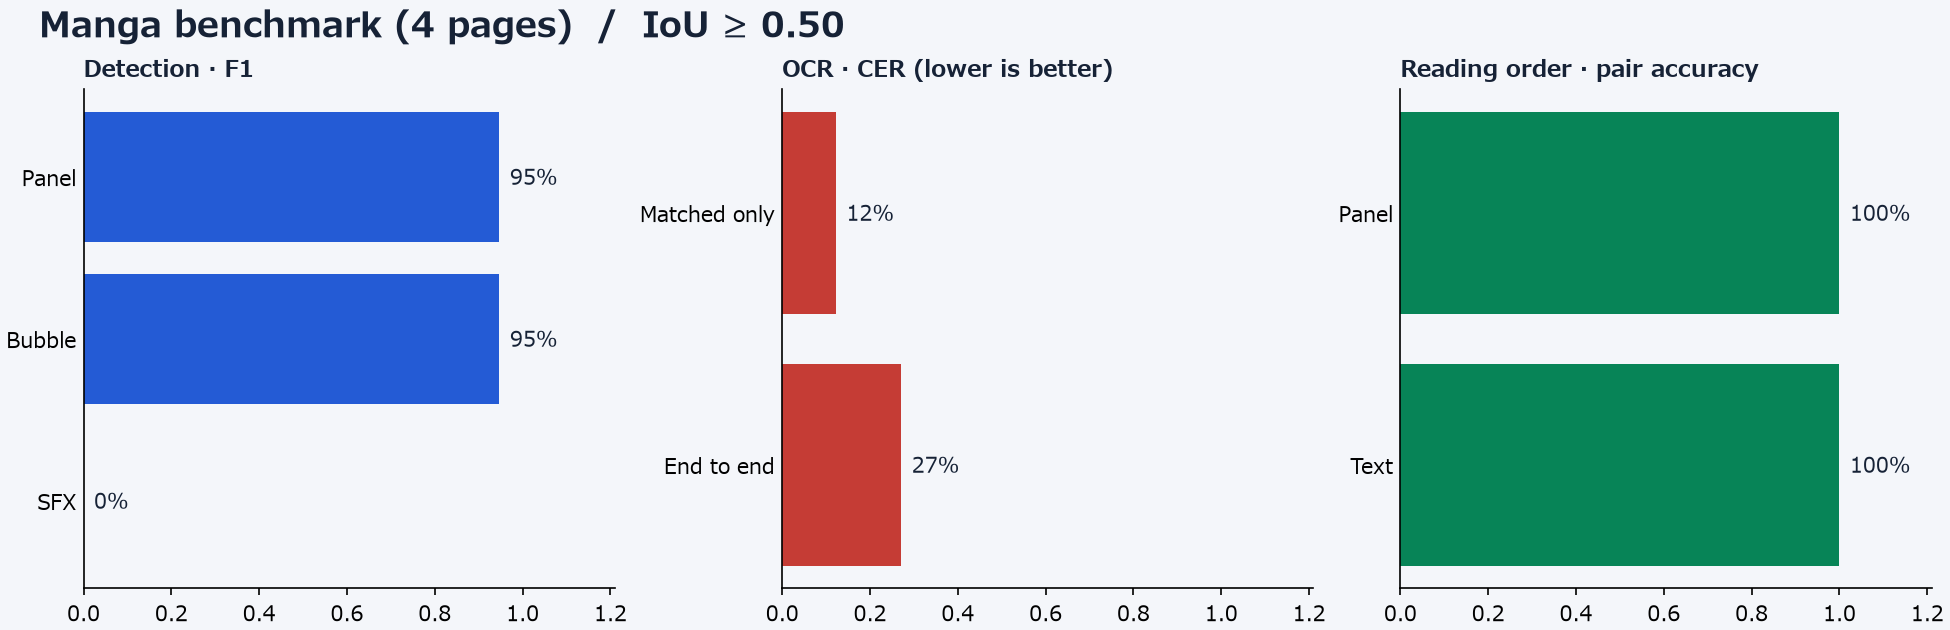 Manga benchmark (4 pages) / IoU ≥ 0.50
Detection · F1
Panel
95%
Bubble
95%
SFX
0%
0.0 0.2 0.4 0.6 0.8 1.0 1.2
OCR · CER (lower is better)
Matched only
12%
End to end
27%
0.0 0.2 0.4 0.6 0.8 1.0 1.2
Reading order · pair accuracy
Panel
100%
Text
100%
0.0 0.2 0.4 0.6 0.8 1.0 1.2